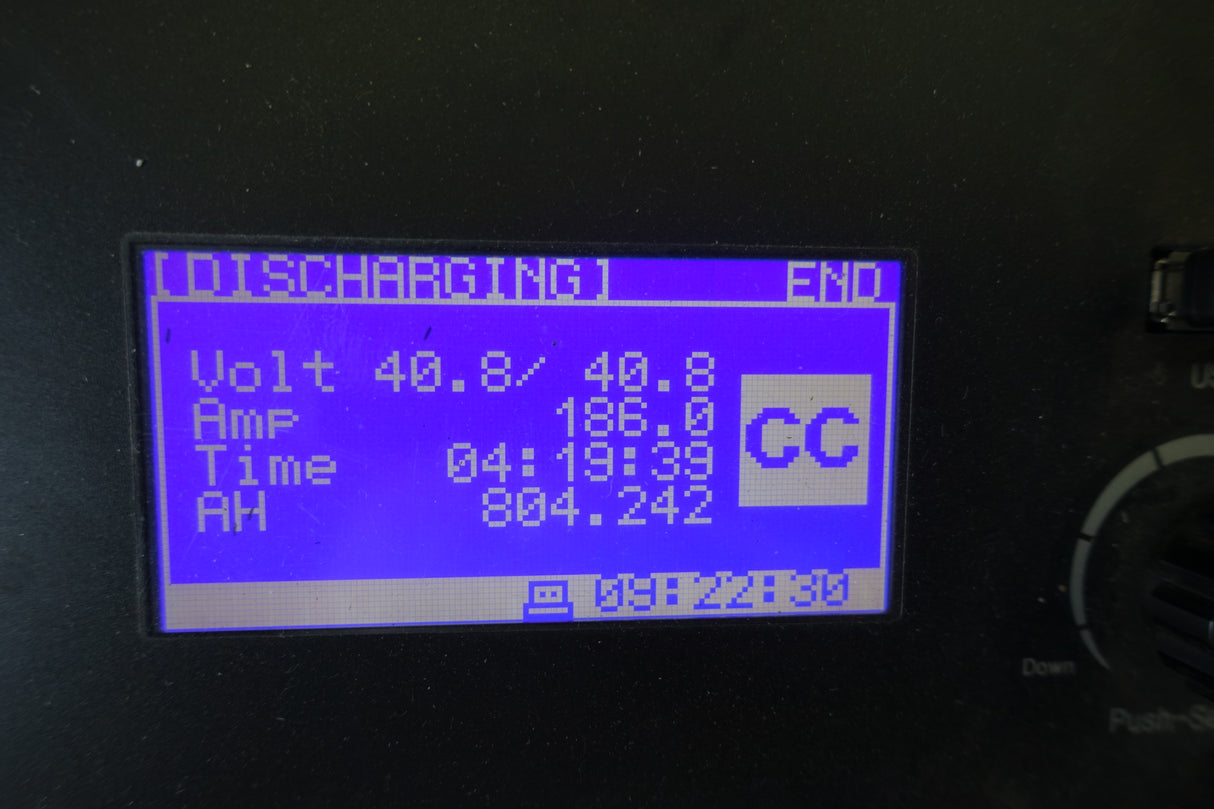 [DISCHARGING] END
Volt 40.8/ 40.8
Amp 186.0
Time 04:19:39
AH 804.242
CC
09:22:30
Down